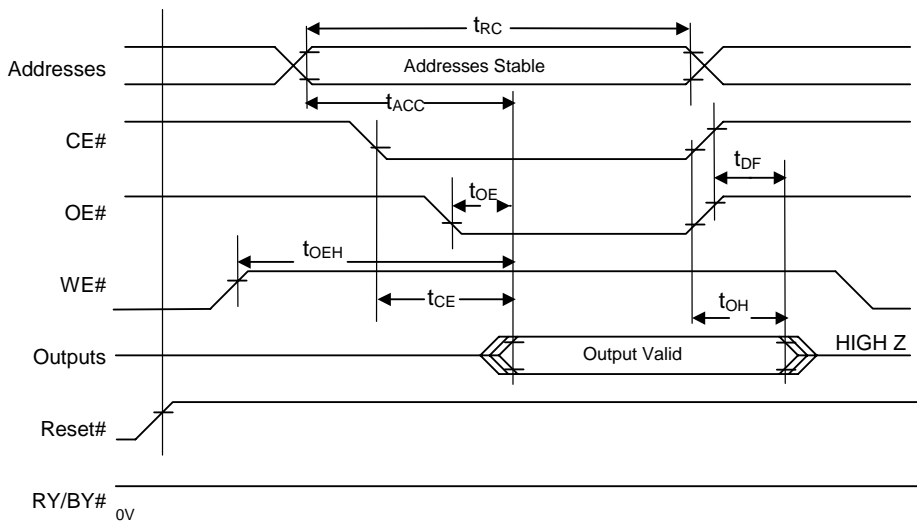 tRC
Addresses
Addresses Stable
tACC
CE#
tDF
tOE
OE#
tOEH
WE#
tCE
tOH
HIGH Z
Outputs
Output Valid
Reset#
RY/BY#
0V